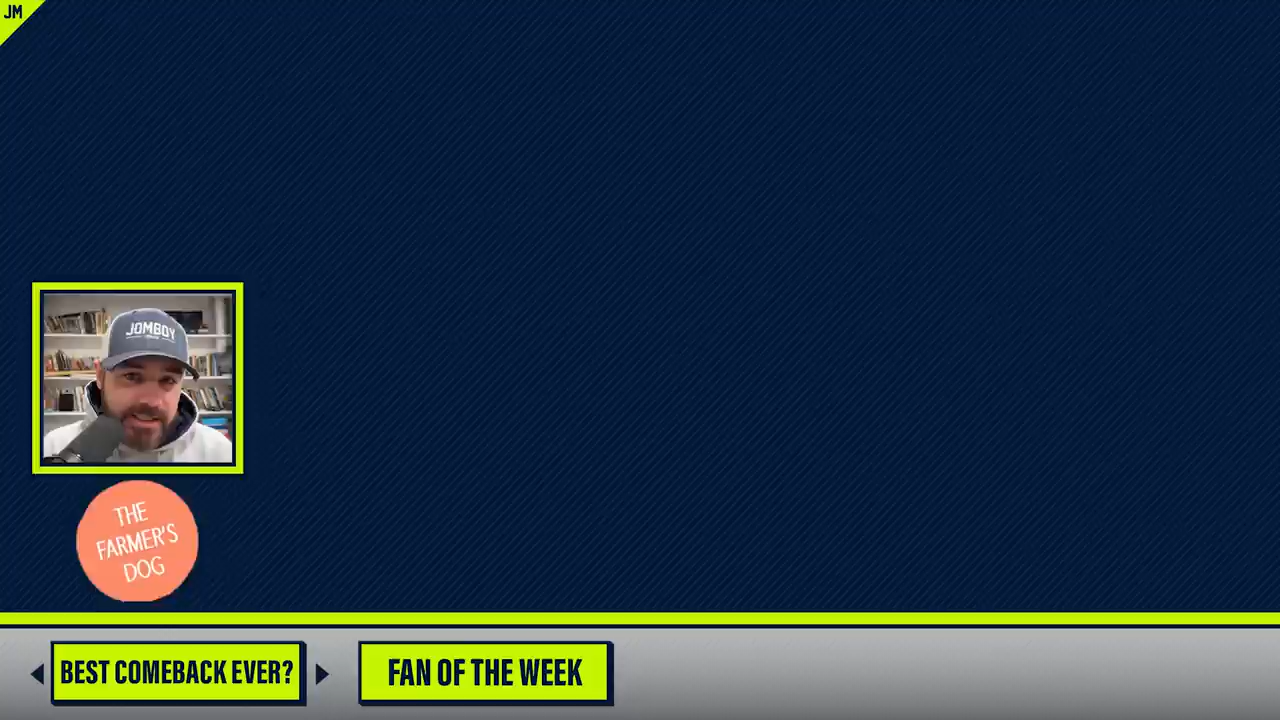 JM
JOMBOY
THE
FARMER'S
DOG
BEST COMEBACK EVER?
FAN OF THE WEEK